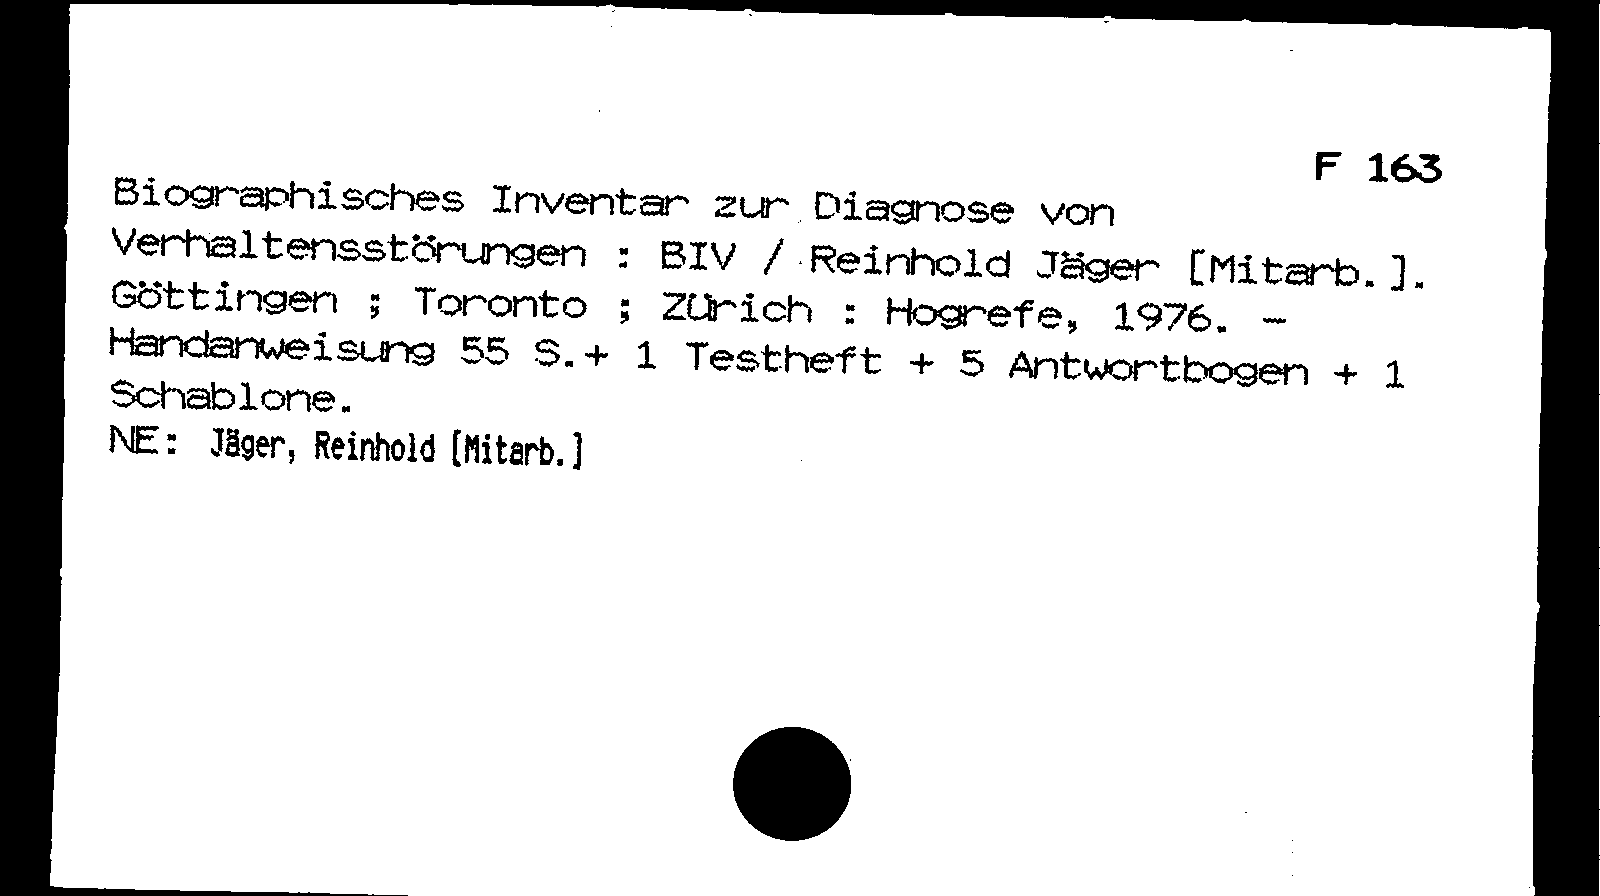 F 163
Biographisches Inventar zur Diagnose von
Verhaltensstörungen : BIV / Reinhold Jäger [Mitarb.].
Göttingen ; Toronto ; Zürich : Hogrefe, 1976. -
Handanweisung 55 S.+ 1 Testheft + 5 Antwortbogen + 1
Schablone.
NE: Jäger, Reinhold [Mitarb.]